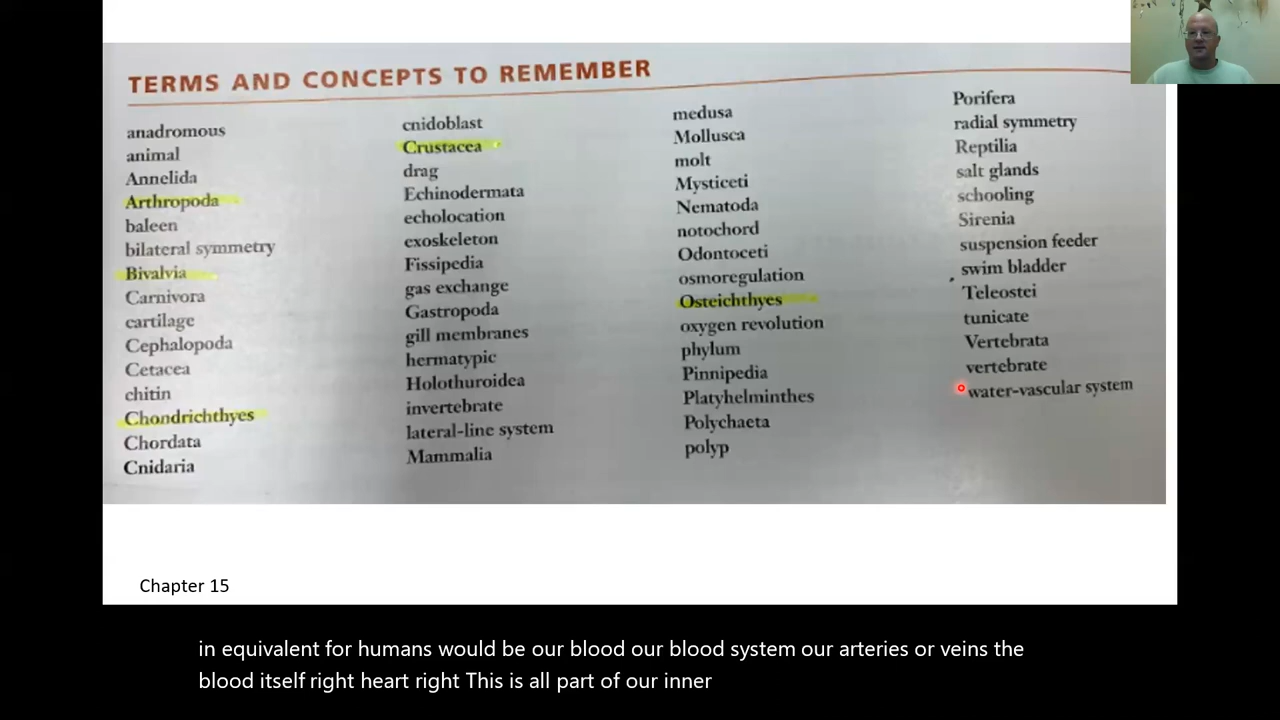 TERMS AND CONCEPTS TO REMEMBER
anadromous
animal
Annelida
Arthropoda
baleen
bilateral symmetry
Bivalvia
Carnivora
cartilage
Cephalopoda
Cetacea
chitin
Chondrichthyes
Chordata
Cnidaria
cnidoblast
Crustacea
drag
Echinodermata
echolocation
exoskeleton
Fissipedia
gas exchange
Gastropoda
gill membranes
hermatypic
Holothuroidea
invertebrate
lateral-line system
Mammalia
medusa
Mollusca
molt
Mysticeti
Nematoda
notochord
Odontoceti
osmoregulation
Osteichthyes
oxygen revolution
phylum
Pinnipedia
Platyhelminthes
Polychaeta
polyp
Porifera
radial symmetry
Reptilia
salt glands
schooling
Sirenia
suspension feeder
swim bladder
Teleostei
tunicate
Vertebrata
vertebrate
water-vascular system
Chapter 15
in equivalent for humans would be our blood our blood system our arteries or veins the
blood itself right heart right This is all part of our inner